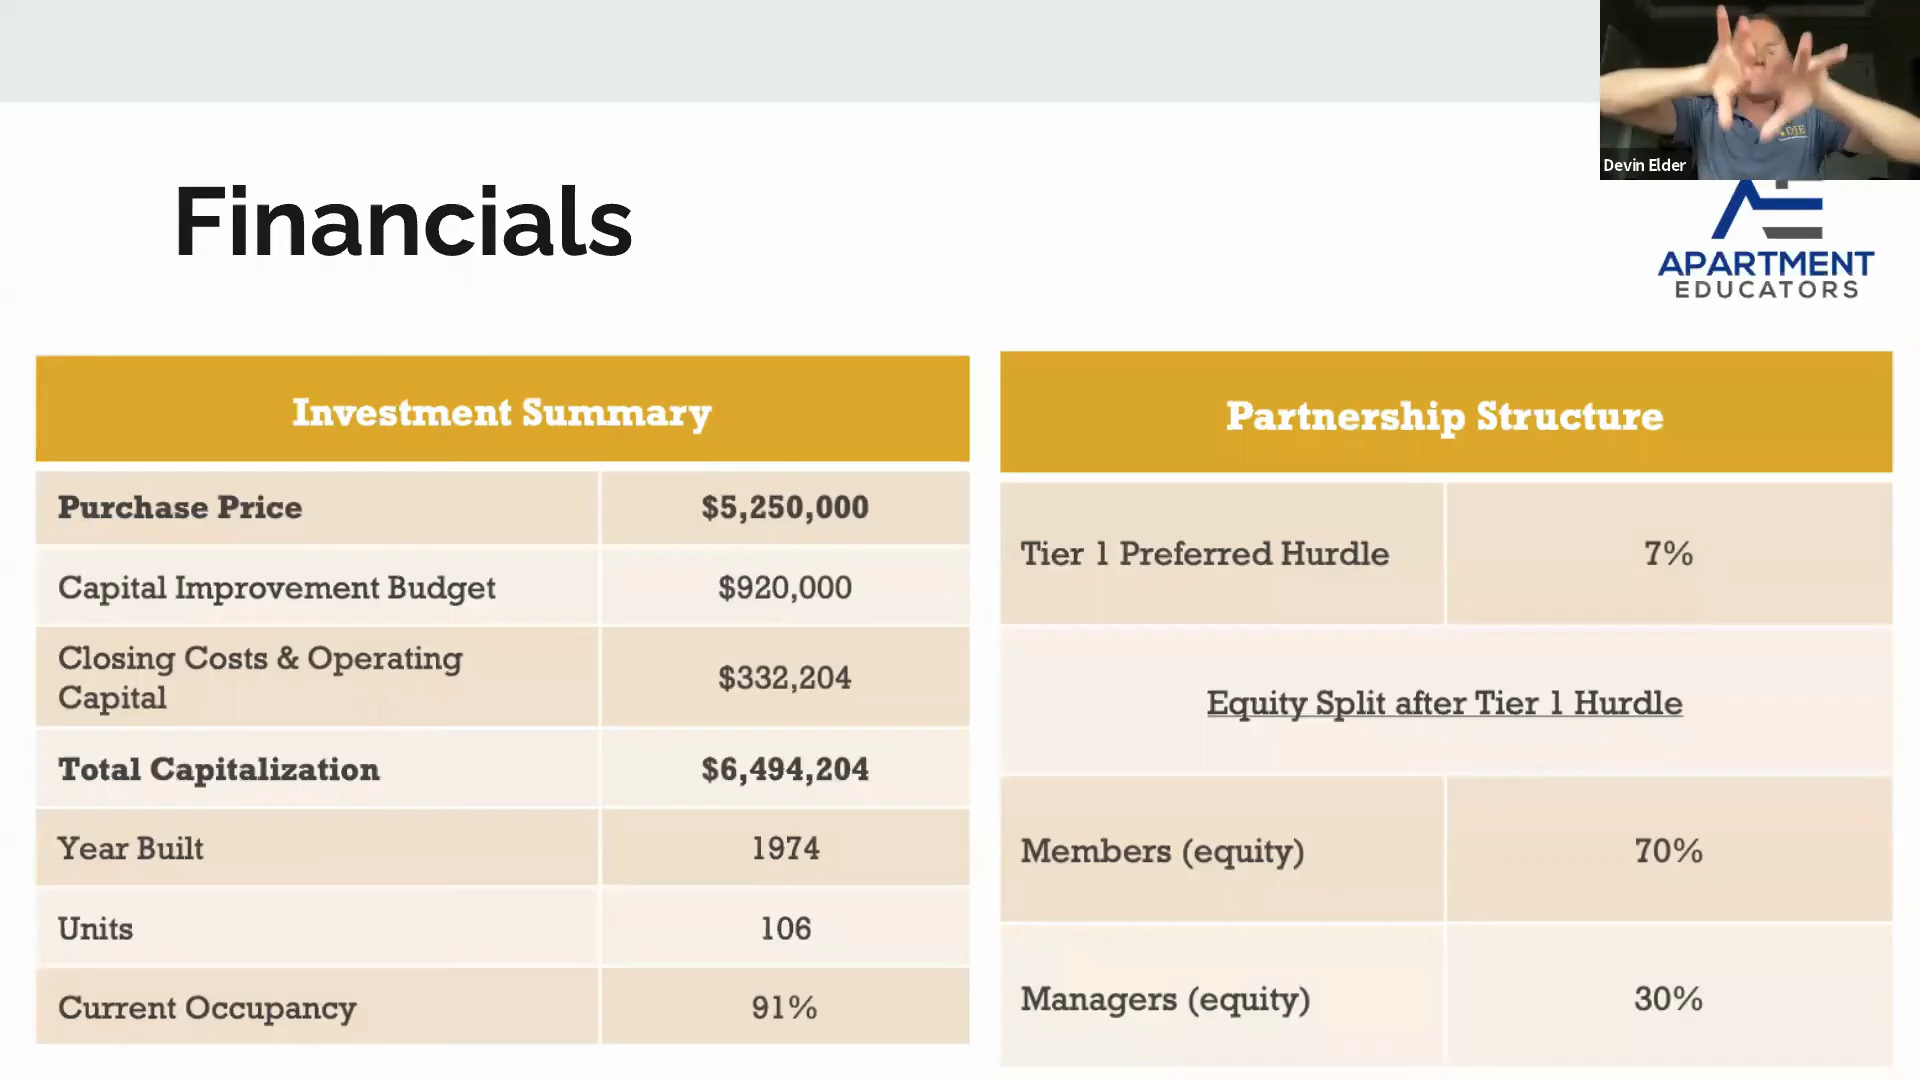 Devin Elder
DJE
Financials
APARTMENT
EDUCATORS
Investment Summary
Purchase Price $5,250,000
Capital Improvement Budget $920,000
Closing Costs & Operating
Capital $332,204
Total Capitalization $6,494,204
Year Built 1974
Units 106
Current Occupancy 91%
Partnership Structure
Tier 1 Preferred Hurdle 7%
Equity Split after Tier 1 Hurdle
Members (equity) 70%
Managers (equity) 30%